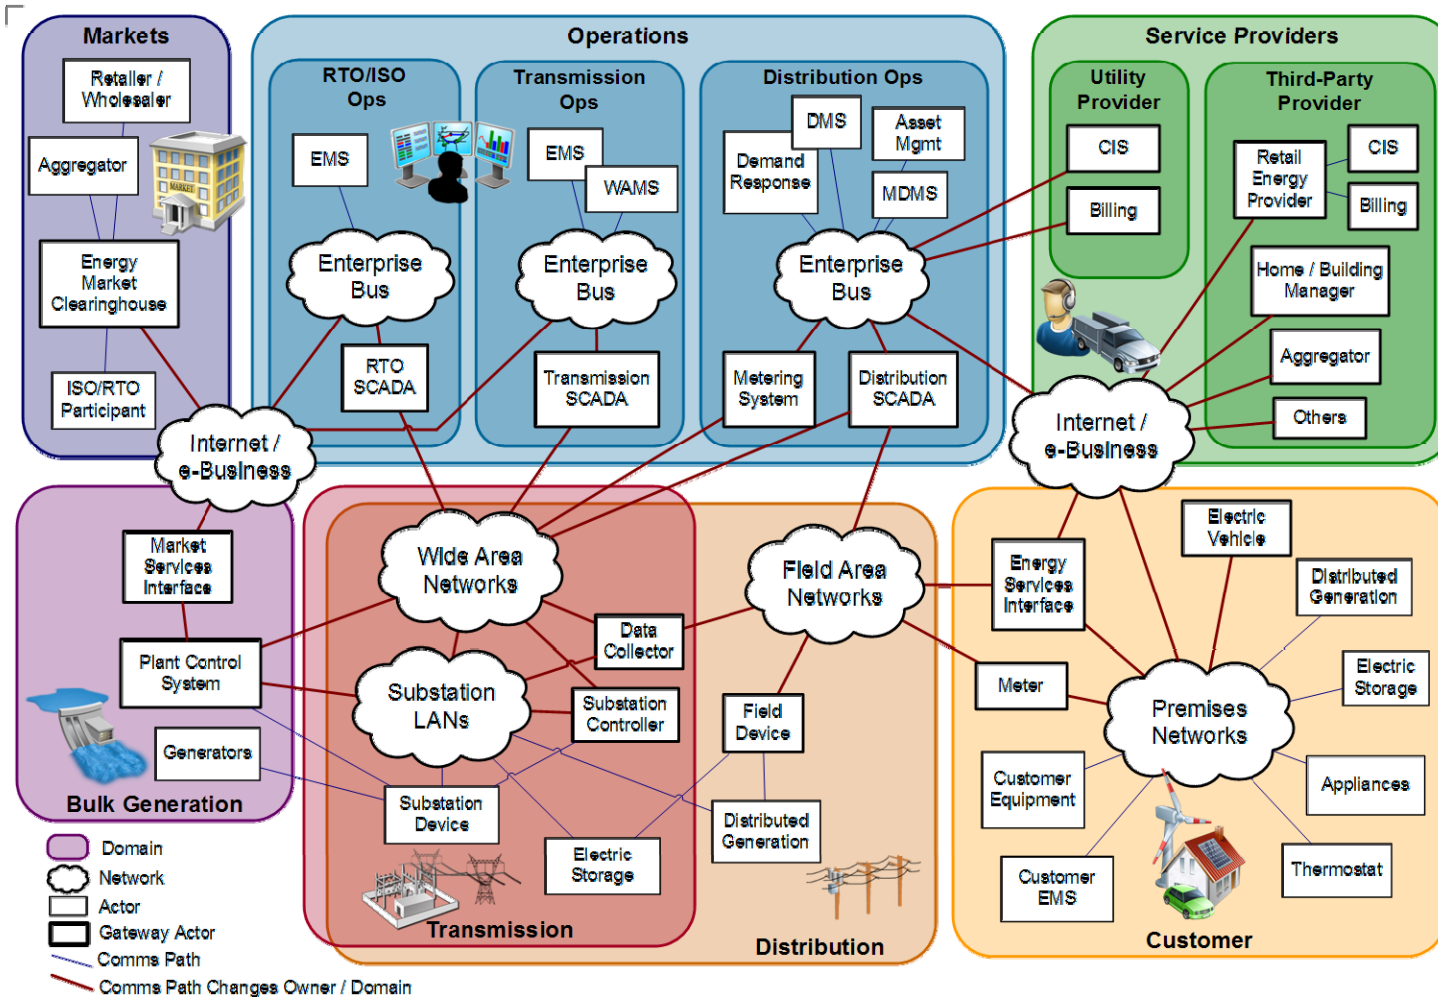 Markets
Retailer /
Wholesaler
Aggregator
MARKET
Energy
Market
Clearinghouse
ISO/RTO
Participant
Operations
RTO/ISO
Ops
EMS
Enterprise
Bus
RTO
SCADA
Transmission
Ops
EMS
WAMS
Enterprise
Bus
Transmission
SCADA
Distribution Ops
DMS
Asset
Mgmt
Demand
Response
MDMS
Enterprise
Bus
Metering
System
Distribution
SCADA
Service Providers
Utility
Provider
CIS
Billing
Third-Party
Provider
CIS
Retail
Energy
Provider
Billing
Home / Building
Manager
Aggregator
Others
Internet /
e-Business
Internet /
e-Business
Market
Services
Interface
Plant Control
System
Generators
Bulk Generation
Wide Area
Networks
Data
Collector
Substation
LANs
Substation
Controller
Substation
Device
Electric
Storage
Transmission
Field Area
Networks
Field
Device
Distributed
Generation
Distribution
Energy
Services
Interface
Electric
Vehicle
Distributed
Generation
Meter
Electric
Storage
Premises
Networks
Customer
Equipment
Appliances
Customer
EMS
Thermostat
Customer
Domain
Network
Actor
Gateway Actor
Comms Path
Comms Path Changes Owner / Domain